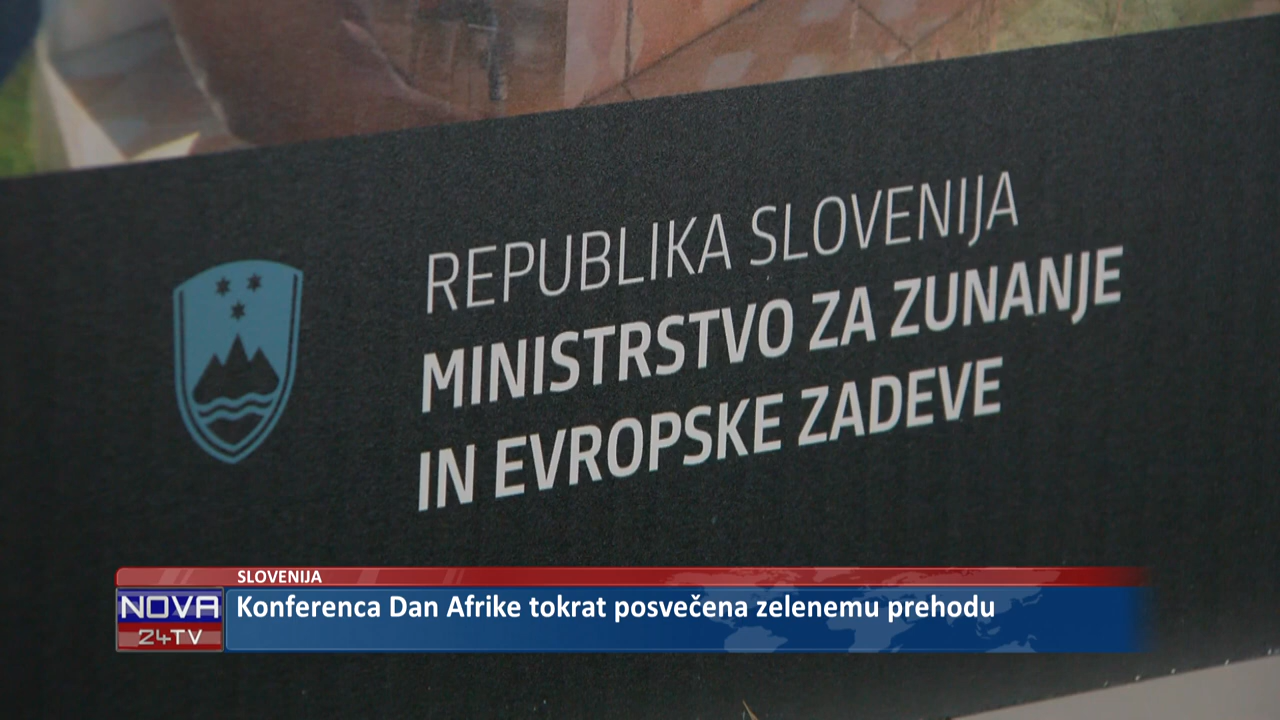 REPUBLIKA SLOVENIJA
MINISTRSTVO ZA ZUNANJE
IN EVROPSKE ZADEVE
SLOVENIJA
NOVA
24TV
Konferenca Dan Afrike tokrat posvečena zelenemu prehodu